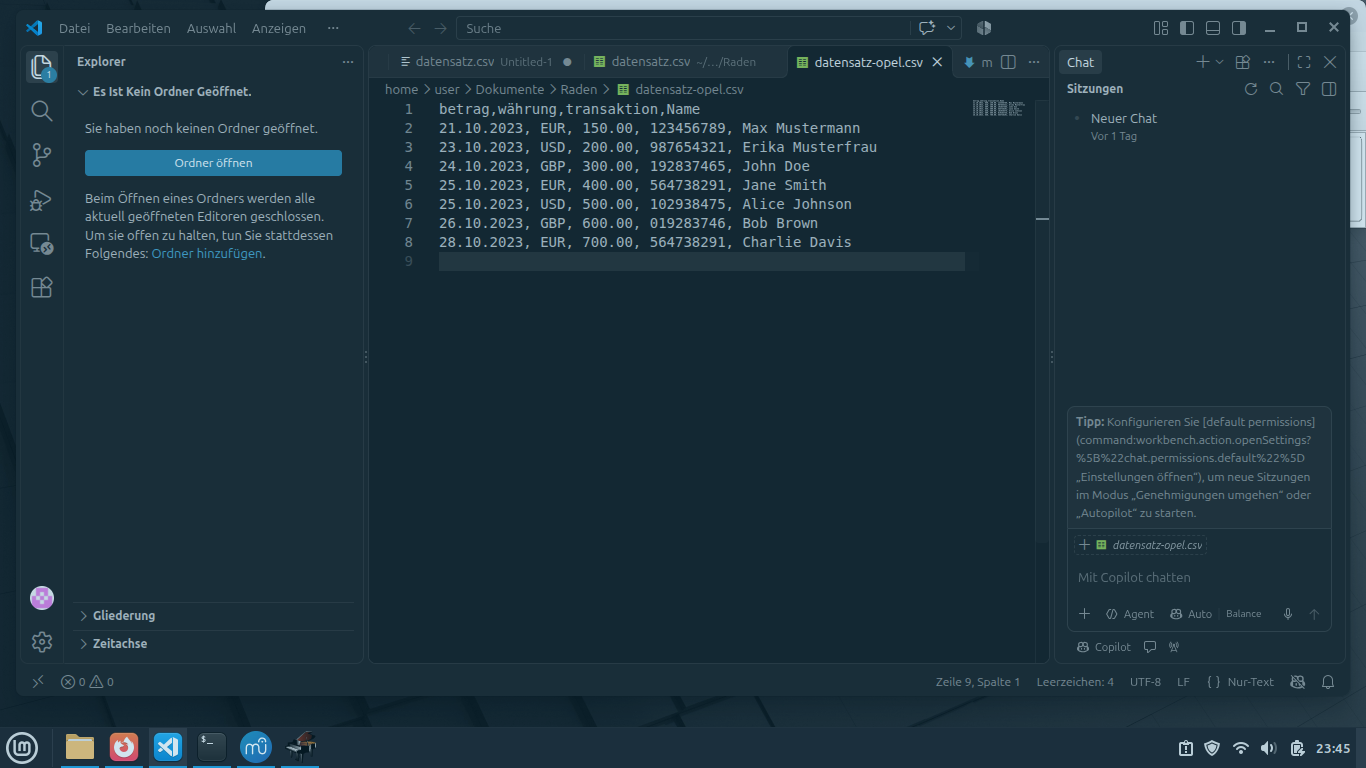 Datei Bearbeiten Auswahl Anzeigen ··· Suche
Explorer ···
Es Ist Kein Ordner Geöffnet.
Sie haben noch keinen Ordner geöffnet.
Ordner öffnen
Beim Öffnen eines Ordners werden alle
aktuell geöffneten Editoren geschlossen.
Um sie offen zu halten, tun Sie stattdessen
Folgendes: Ordner hinzufügen.
Gliederung
Zeitachse
1
datensatz.csv Untitled-1 datensatz.csv ~/.../Raden datensatz-opel.csv m ···
home > user > Dokumente > Raden > datensatz-opel.csv
1 betrag,währung,transaktion,Name
2 21.10.2023, EUR, 150.00, 123456789, Max Mustermann
3 23.10.2023, USD, 200.00, 987654321, Erika Musterfrau
4 24.10.2023, GBP, 300.00, 192837465, John Doe
5 25.10.2023, EUR, 400.00, 564738291, Jane Smith
6 25.10.2023, USD, 500.00, 102938475, Alice Johnson
7 26.10.2023, GBP, 600.00, 019283746, Bob Brown
8 28.10.2023, EUR, 700.00, 564738291, Charlie Davis
9
Chat ···
Sitzungen
Neuer Chat
Vor 1 Tag
Tipp: Konfigurieren Sie [default permissions]
(command:workbench.action.openSettings?
%5B%22chat.permissions.default%22%5D
„Einstellungen öffnen“), um neue Sitzungen
im Modus „Genehmigungen umgehen“ oder
„Autopilot“ zu starten.
+ datensatz-opel.csv
Mit Copilot chatten
+ Agent Auto Balance
Copilot
0 0 Zeile 9, Spalte 1 Leerzeichen: 4 UTF-8 LF { } Nur-Text
23:45